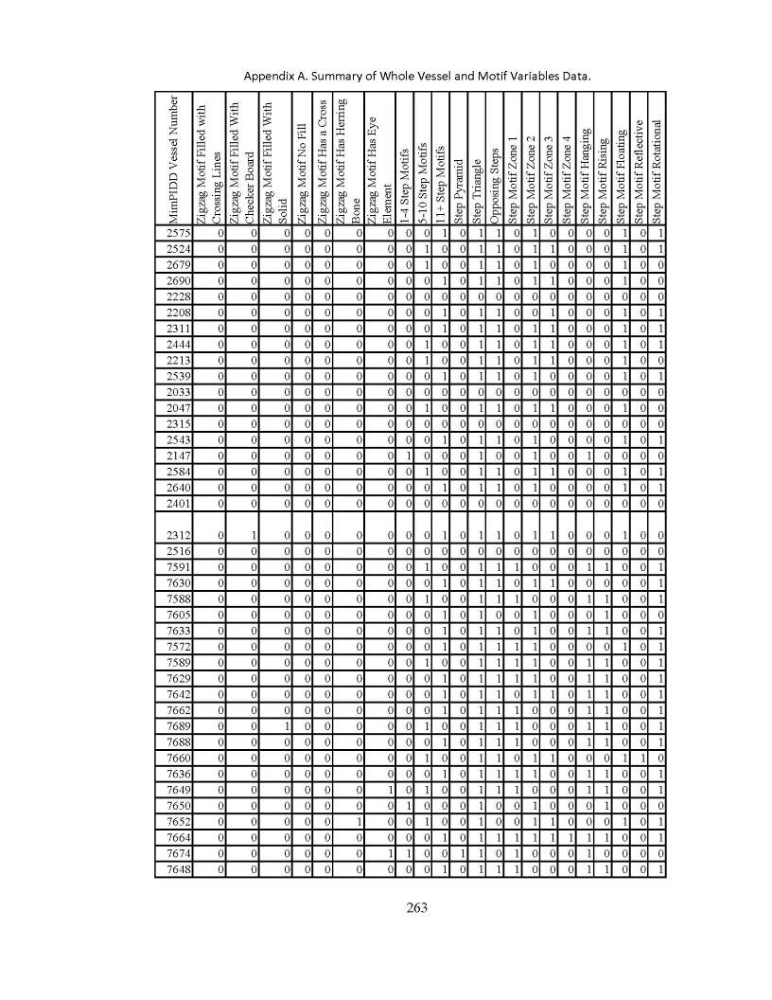 Appendix A. Summary of Whole Vessel and Motif Variables Data.
MimPIDD Vessel Number
Zigzag Motif Filled with
Crossing Lines
Zigzag Motif Filled With
Checker Board
Zigzag Motif Filled With
Solid
Zigzag Motif No Fill
Zigzag Motif Has a Cross
Zigzag Motif Has Herring
Bone
Zigzag Motif Has Eye
Element
1-4 Step Motifs
5-10 Step Motifs
11+ Step Motifs
Step Pyramid
Step Triangle
Opposing Steps
Step Motif Zone 1
Step Motif Zone 2
Step Motif Zone 3
Step Motif Zone 4
Step Motif Hanging
Step Motif Rising
Step Motif Floating
Step Motif Reflective
Step Motif Rotational
2575 0 0 0 0 0 0 0 0 0 1 0 1 1 0 1 0 0 0 0 1 0 1
2524 0 0 0 0 0 0 0 0 1 0 0 1 1 0 1 1 0 0 0 1 0 1
2679 0 0 0 0 0 0 0 0 1 0 0 1 1 0 1 0 0 0 0 1 0 0
2690 0 0 0 0 0 0 0 0 0 1 0 1 1 0 1 1 0 0 0 1 0 0
2228 0 0 0 0 0 0 0 0 0 0 0 0 0 0 0 0 0 0 0 0 0 0
2208 0 0 0 0 0 0 0 0 0 1 0 1 1 0 0 1 0 0 0 1 0 1
2311 0 0 0 0 0 0 0 0 0 1 0 1 1 0 1 1 0 0 0 1 0 1
2444 0 0 0 0 0 0 0 0 1 0 0 1 1 0 1 1 0 0 0 1 0 1
2213 0 0 0 0 0 0 0 0 1 0 0 1 1 0 1 1 0 0 0 1 0 0
2539 0 0 0 0 0 0 0 0 0 1 0 1 1 0 1 0 0 0 0 1 0 1
2033 0 0 0 0 0 0 0 0 0 0 0 0 0 0 0 0 0 0 0 0 0 0
2047 0 0 0 0 0 0 0 0 1 0 0 1 1 0 1 1 0 0 0 1 0 0
2315 0 0 0 0 0 0 0 0 0 0 0 0 0 0 0 0 0 0 0 0 0 0
2543 0 0 0 0 0 0 0 0 0 1 0 1 1 0 1 0 0 0 0 1 0 1
2147 0 0 0 0 0 0 0 1 0 0 0 1 0 0 1 0 0 1 0 0 0 0
2584 0 0 0 0 0 0 0 0 1 0 0 1 1 0 1 1 0 0 0 1 0 1
2640 0 0 0 0 0 0 0 0 0 1 0 1 1 0 1 0 0 0 0 1 0 1
2401 0 0 0 0 0 0 0 0 0 0 0 0 0 0 0 0 0 0 0 0 0 0
2312 0 1 0 0 0 0 0 0 0 1 0 1 1 0 1 1 0 0 0 1 0 0
2516 0 0 0 0 0 0 0 0 0 0 0 0 0 0 0 0 0 0 0 0 0 0
7591 0 0 0 0 0 0 0 0 1 0 0 1 1 1 0 0 0 1 1 0 0 1
7630 0 0 0 0 0 0 0 0 0 1 0 1 1 0 1 1 0 0 0 0 0 1
7588 0 0 0 0 0 0 0 0 1 0 0 1 1 1 0 0 0 1 1 0 0 1
7605 0 0 0 0 0 0 0 0 0 1 0 1 0 0 1 0 0 0 1 0 0 0
7633 0 0 0 0 0 0 0 0 0 1 0 1 1 0 1 0 0 1 1 0 0 1
7572 0 0 0 0 0 0 0 0 0 1 0 1 1 1 1 0 0 0 0 1 0 1
7589 0 0 0 0 0 0 0 0 1 0 0 1 1 1 1 0 0 1 1 0 0 1
7629 0 0 0 0 0 0 0 0 0 1 0 1 1 1 1 0 0 1 1 0 0 1
7642 0 0 0 0 0 0 0 0 0 1 0 1 1 0 1 1 0 1 1 0 0 1
7662 0 0 0 0 0 0 0 0 0 1 0 1 1 1 0 0 0 1 1 0 0 1
7689 0 0 1 0 0 0 0 0 1 0 0 1 1 1 0 0 0 1 1 0 0 1
7688 0 0 0 0 0 0 0 0 0 1 0 1 1 1 0 0 0 1 1 0 0 1
7660 0 0 0 0 0 0 0 0 1 0 0 1 1 0 1 1 0 0 0 1 1 0
7636 0 0 0 0 0 0 0 0 0 1 0 1 1 1 1 0 0 1 1 0 0 1
7649 0 0 0 0 0 0 1 0 1 0 0 1 1 1 0 0 0 1 1 0 0 1
7650 0 0 0 0 0 0 0 1 0 0 0 1 0 0 1 0 0 0 1 0 0 0
7652 0 0 0 0 0 1 0 0 1 0 0 1 0 0 1 1 0 0 0 1 0 1
7664 0 0 0 0 0 0 0 0 0 1 0 1 1 1 1 1 1 1 1 0 0 1
7674 0 0 0 0 0 0 1 1 0 0 1 1 0 1 0 0 0 1 0 0 0 0
7648 0 0 0 0 0 0 0 0 0 1 0 1 1 1 0 0 0 1 1 0 0 1
263